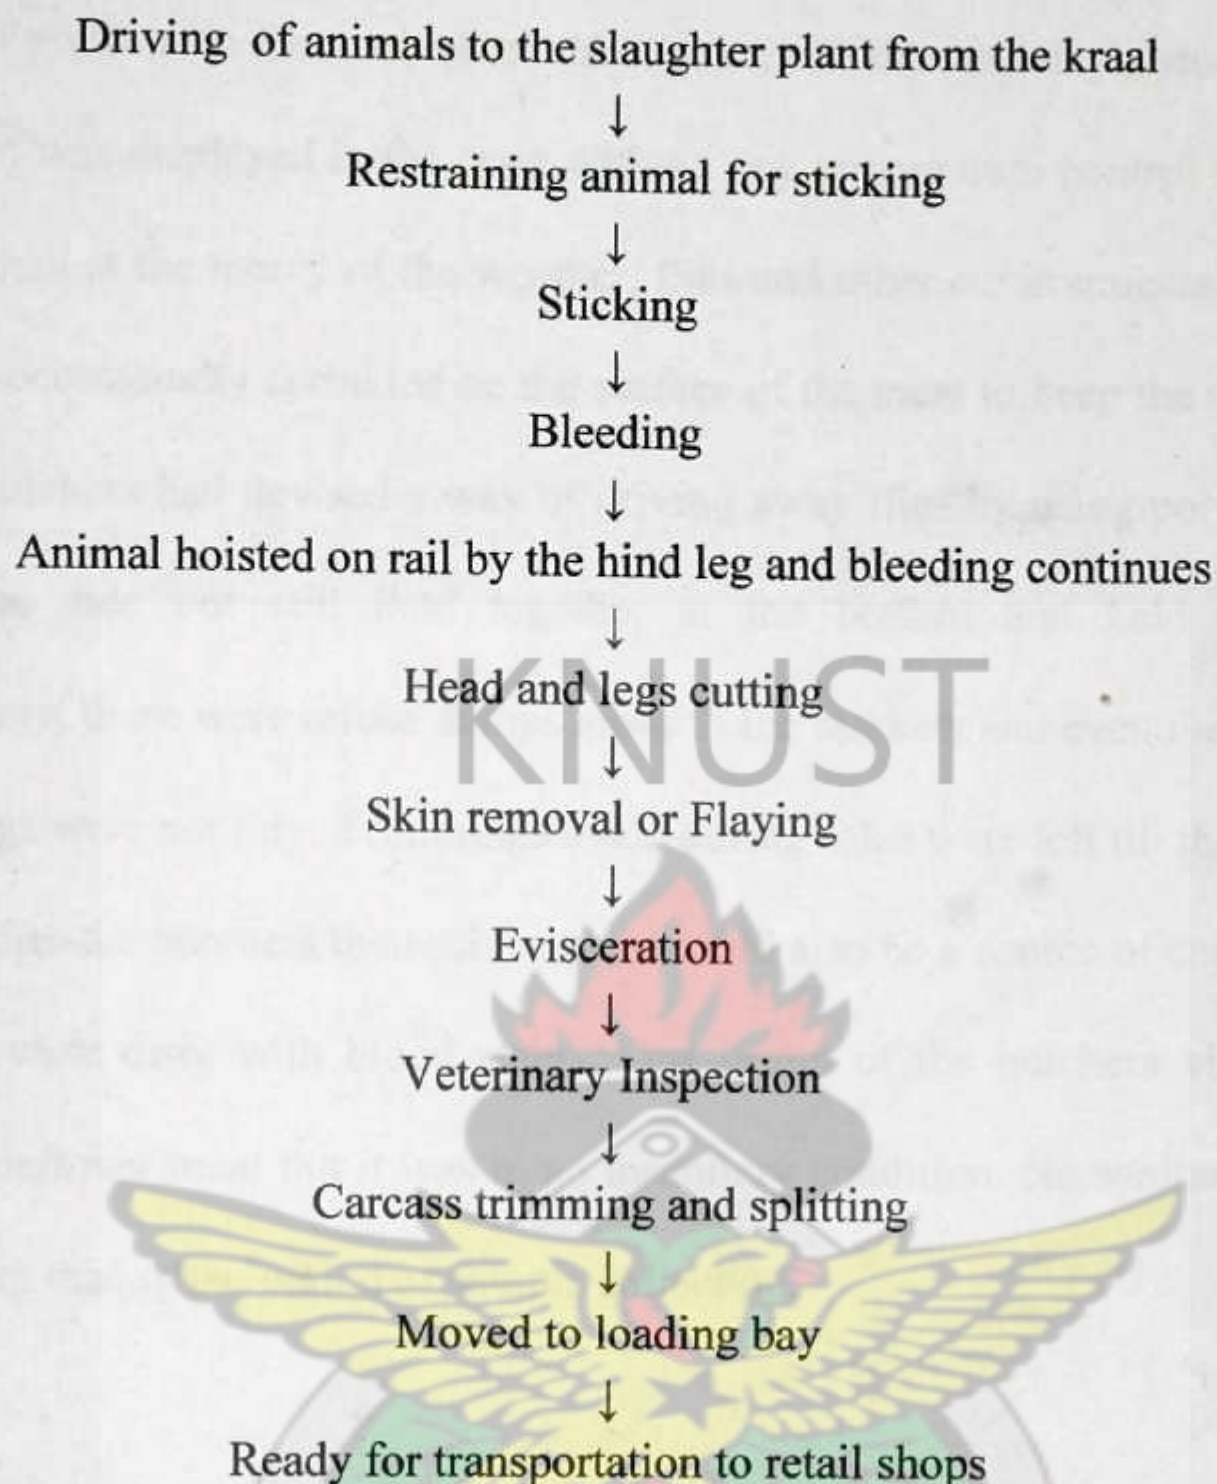 Driving of animals to the slaughter plant from the kraal
↓
Restraining animal for sticking
↓
Sticking
↓
Bleeding
↓
Animal hoisted on rail by the hind leg and bleeding continues
↓
Head and legs cutting
KNUST
↓
Skin removal or Flaying
↓
Evisceration
↓
Veterinary Inspection
↓
Carcass trimming and splitting
↓
Moved to loading bay
↓
Ready for transportation to retail shops